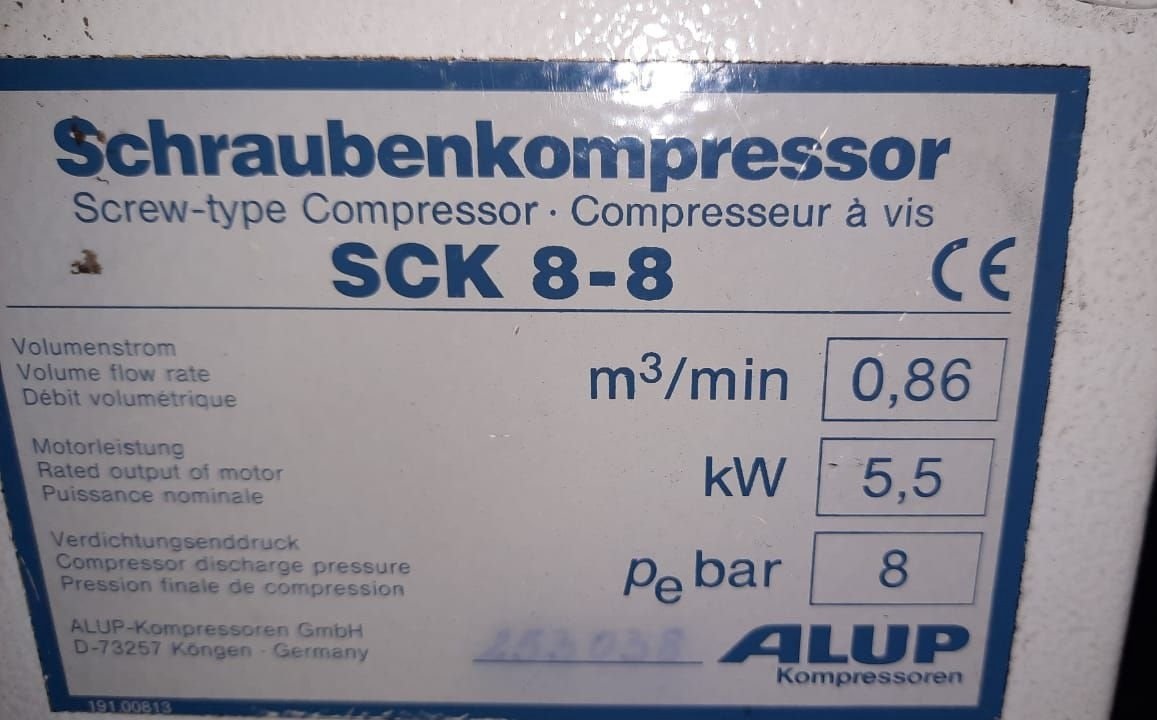 Schraubenkompressor
Screw-type Compressor · Compresseur à vis
SCK 8-8 CE
Volumenstrom
Volume flow rate
Débit volumétrique
m³/min 0,86
Motorleistung
Rated output of motor
Puissance nominale
kW 5,5
Verdichtungsenddruck
Compressor discharge pressure
Pression finale de compression
pₑ bar 8
ALUP-Kompressoren GmbH
D-73257 Köngen · Germany
ALUP
Kompressoren
191.00813